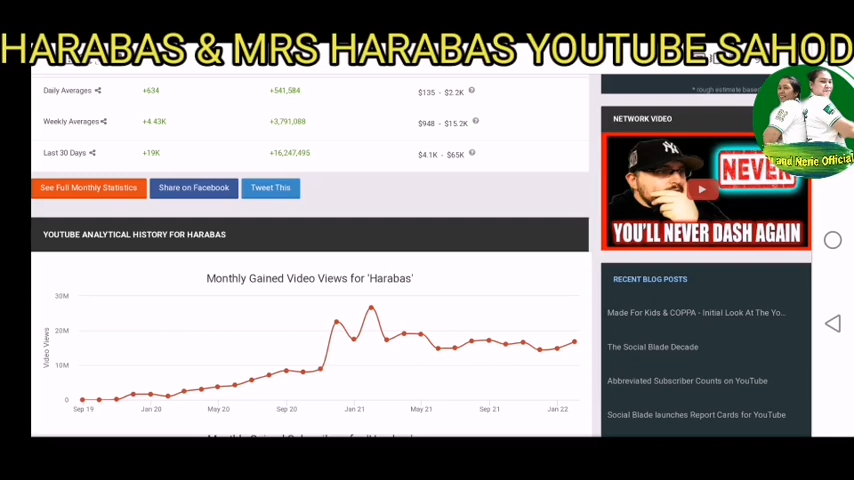 HARABAS & MRS HARABAS YOUTUBE SAHOD
Daily Averages +634 +541,584 $135 - $2.2K
Weekly Averages +4.43K +3,791,088 $948 - $15.2K
Last 30 Days +19K +16,247,495 $4.1K - $65K
See Full Monthly Statistics
Share on Facebook
Tweet This
YOUTUBE ANALYTICAL HISTORY FOR HARABAS
Monthly Gained Video Views for 'Harabas'
Video Views
30M
20M
10M
0
Sep 19 Jan 20 May 20 Sep 20 Jan 21 May 21 Sep 21 Jan 22
* rough estimate
and Nerie Official
NETWORK VIDEO
NEVER
YOU'LL NEVER DASH AGAIN
RECENT BLOG POSTS
Made For Kids & COPPA - Initial Look At The Yo...
The Social Blade Decade
Abbreviated Subscriber Counts on YouTube
Social Blade launches Report Cards for YouTube